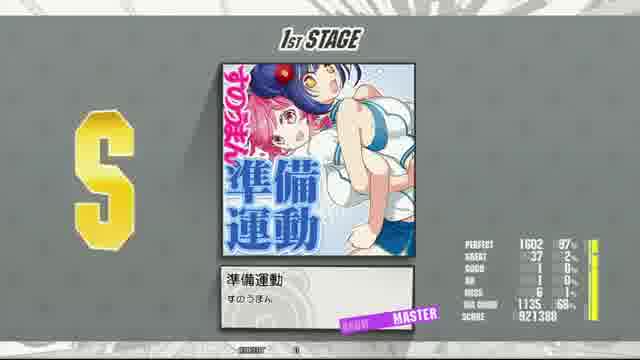 1ST STAGE
S
すのうまん
準備
運動
準備運動
すのうまん
MASTER
PERFECT 1602 97%
GREAT 37 2%
GOOD 1 0%
BAD 1 0%
MISS 6 1%
MAX COMBO 1135 68%
SCORE 921388